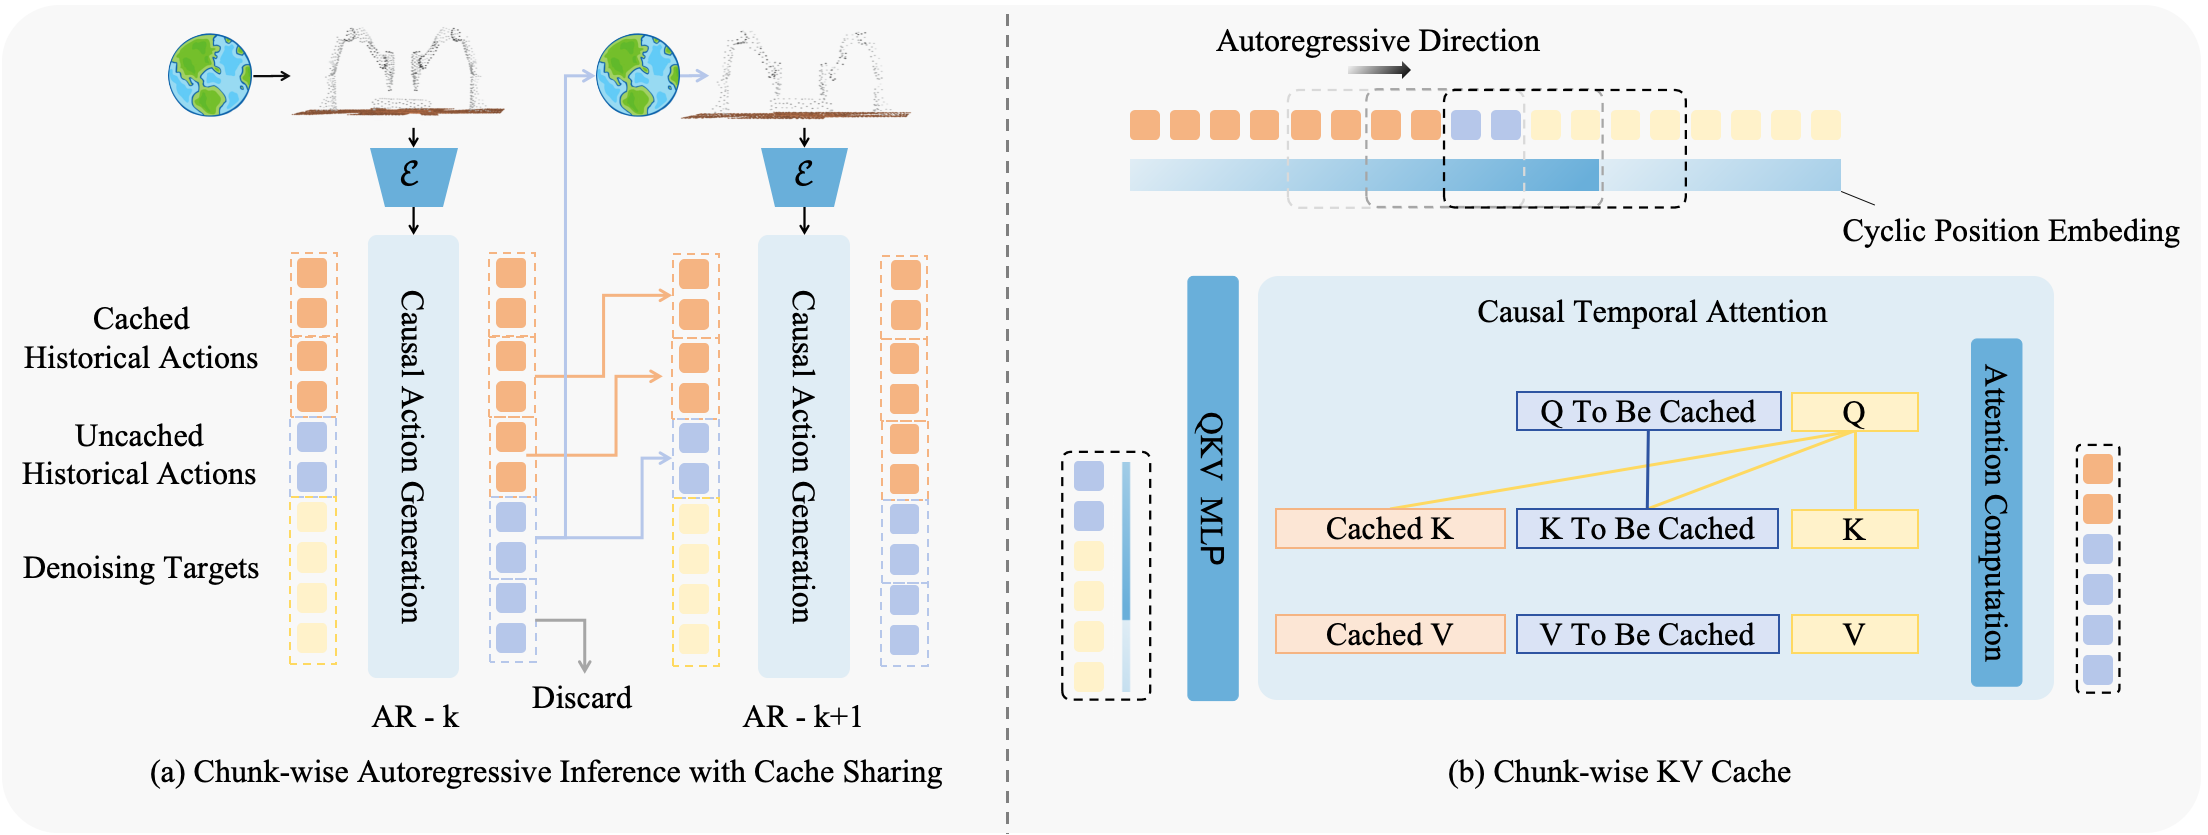 ℰ
ℰ
Cached
Historical Actions
Uncached
Historical Actions
Denoising Targets
Causal Action Generation
Causal Action Generation
Discard
AR - k
AR - k+1
(a) Chunk-wise Autoregressive Inference with Cache Sharing
Autoregressive Direction
Cyclic Position Embeding
QKV MLP
Causal Temporal Attention
Q To Be Cached
Q
Cached K
K To Be Cached
K
Cached V
V To Be Cached
V
Attention Computation
(b) Chunk-wise KV Cache